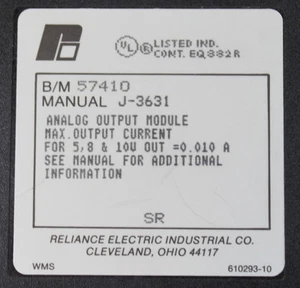 LISTED IND.
CONT. EQ.882R
B/M 57410
MANUAL J-3631
ANALOG OUTPUT MODULE
MAX.OUTPUT CURRENT
FOR 5,8 & 10V OUT =0.010 A
SEE MANUAL FOR ADDITIONAL
INFORMATION
SR
RELIANCE ELECTRIC INDUSTRIAL CO.
CLEVELAND, OHIO 44117
WMS 610293-10